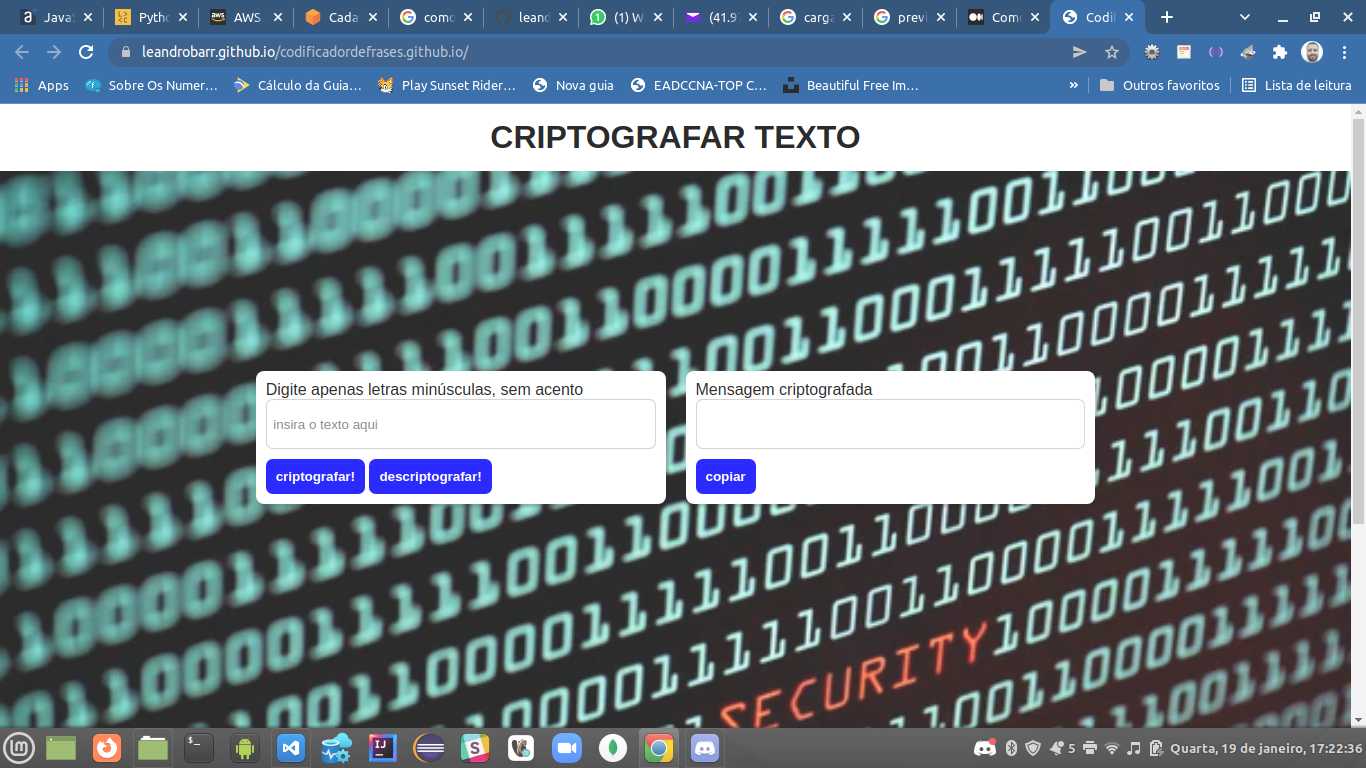 JavaS
Pytho
AWS
Cada
como
leand
(1) W
(41.97
carga
previ
Como
Codif
leandrobarr.github.io/codificadordefrases.github.io/
Apps
Sobre Os Numer...
Cálculo da Guia...
Play Sunset Rider...
Nova guia
EADCCNA-TOP C...
Beautiful Free Im...
»
Outros favoritos
Lista de leitura
CRIPTOGRAFAR TEXTO
Digite apenas letras minúsculas, sem acento
insira o texto aqui
criptografar!
descriptografar!
Mensagem criptografada
copiar
SECURITY
5
Quarta, 19 de janeiro, 17:22:36